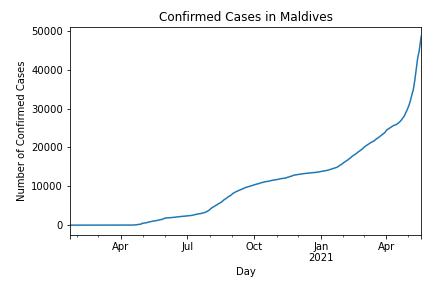 Confirmed Cases in Maldives
50000
40000
30000
20000
10000
0
Number of Confirmed Cases
Apr Jul Oct Jan Apr
2021
Day